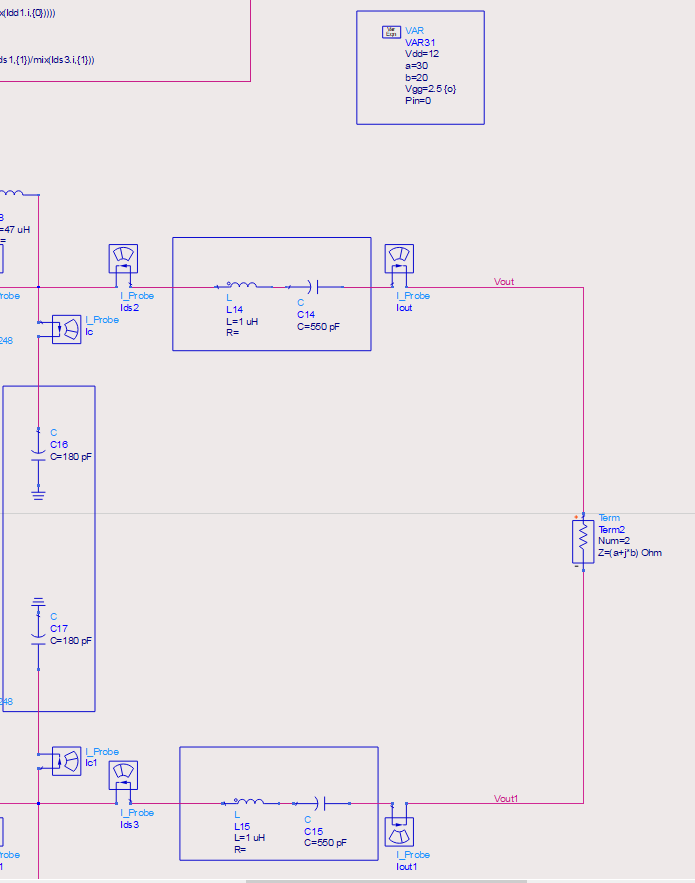 x(Idd1.i,{0}))))
ds1,{1})/mix(Ids3.i,{1}))
Var
Eqn
VAR
VAR31
Vdd=12
a=30
b=20
Vgg=2.5 {o}
Pin=0
=47 uH
=
I_Probe
Ids2
L
L14
L=1 uH
R=
C
C14
C=550 pF
I_Probe
Iout
Vout
robe
I_Probe
Ic
248
C
C16
C=180 pF
+
Term
Term2
Num=2
Z=(a+j*b) Ohm
-
C
C17
C=180 pF
248
I_Probe
Ic1
I_Probe
Ids3
L
L15
L=1 uH
R=
C
C15
C=550 pF
Vout1
I_Probe
Iout1
robe
1